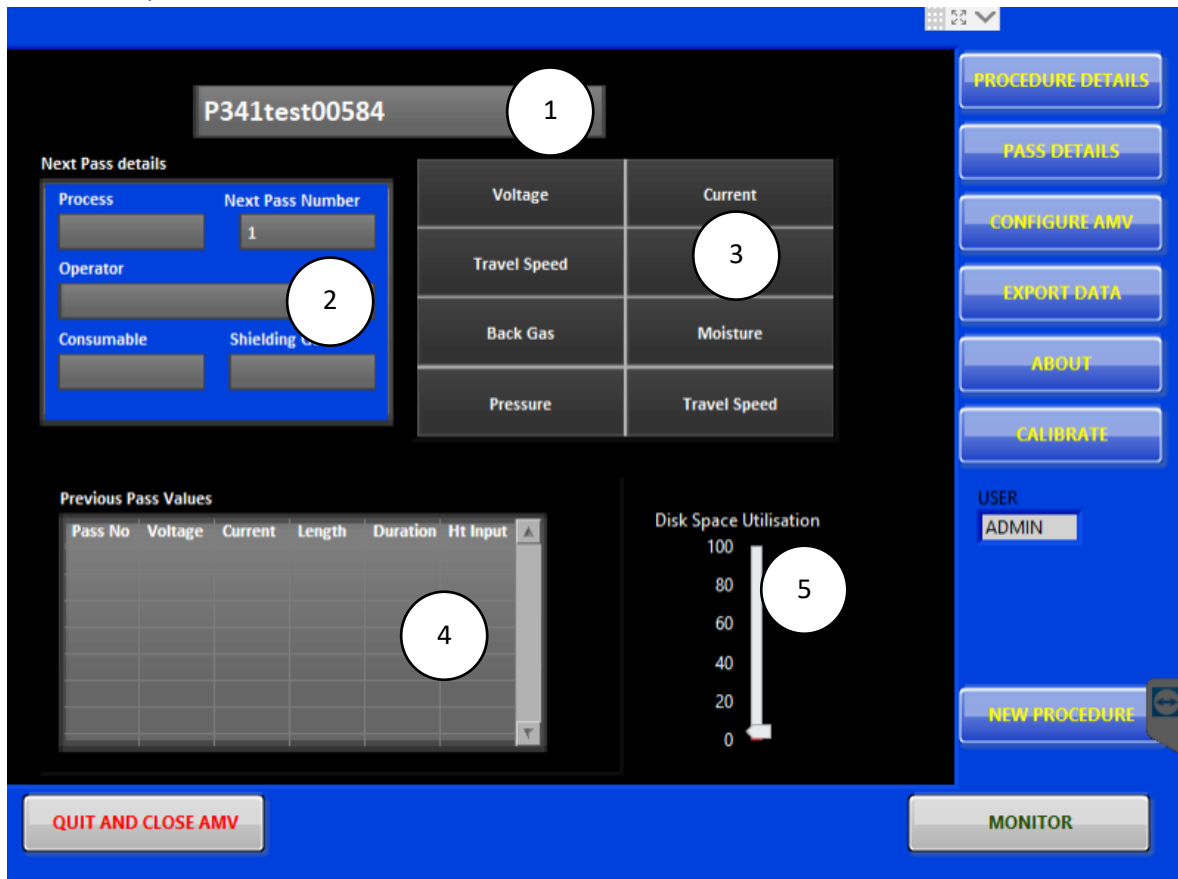 PROCEDURE DETAILS
P341test00584
1
PASS DETAILS
Next Pass details
Process Next Pass Number
1
Operator
2
Consumable Shielding
Voltage Current
Travel Speed 3
Back Gas Moisture
Pressure Travel Speed
CONFIGURE AMV
EXPORT DATA
ABOUT
CALIBRATE
USER
ADMIN
Previous Pass Values
Pass No Voltage Current Length Duration Ht Input
4
Disk Space Utilisation
100
80
60
40
20
0
5
NEW PROCEDURE
QUIT AND CLOSE AMV
MONITOR